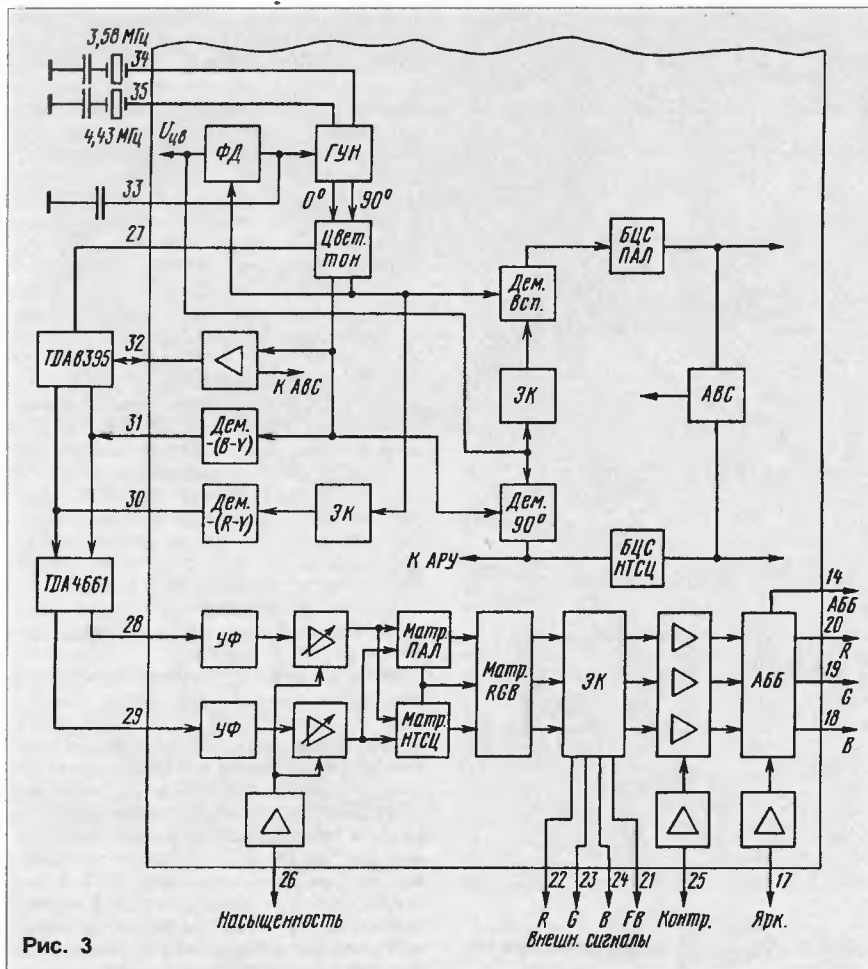 3,58 МГц
34
35
4,43 МГц
Uцв
ФД
ГУН
33
0° 90°
27
Цвет.
тон
БЦС
ПАЛ
Дем.
всп.
TDA8395
32
К АВС
ЭК
АВС
31
Дем.
-(B-Y)
30
Дем.
-(R-Y)
ЭК
Дем.
90°
К АРУ
БЦС
НТСЦ
TDA4661
14
АББ
28
УФ
Матр.
ПАЛ
Матр.
RGB
ЭК
АББ
20
R
19
G
18
B
29
УФ
Матр.
НТСЦ
26
22 23 24 21 25 17
Насыщенность
R G B FB Контр. Ярк.
Внешн. сигналы
Рис. 3